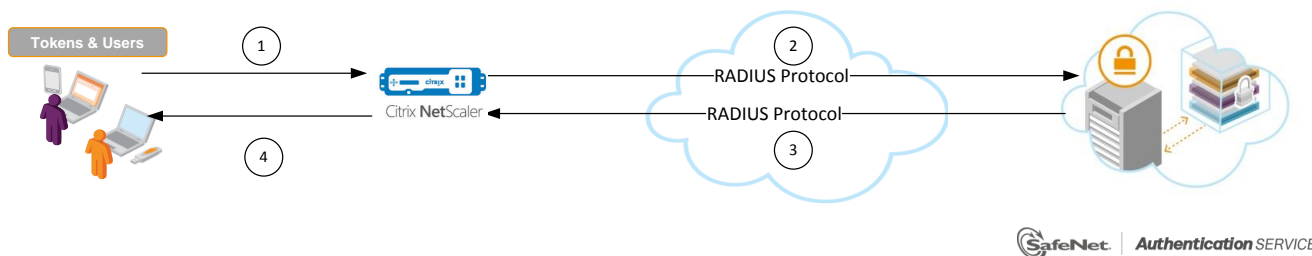 Tokens & Users
1
2
RADIUS Protocol
citrix
Citrix NetScaler
RADIUS Protocol
4
3
SafeNet.
Authentication SERVICE